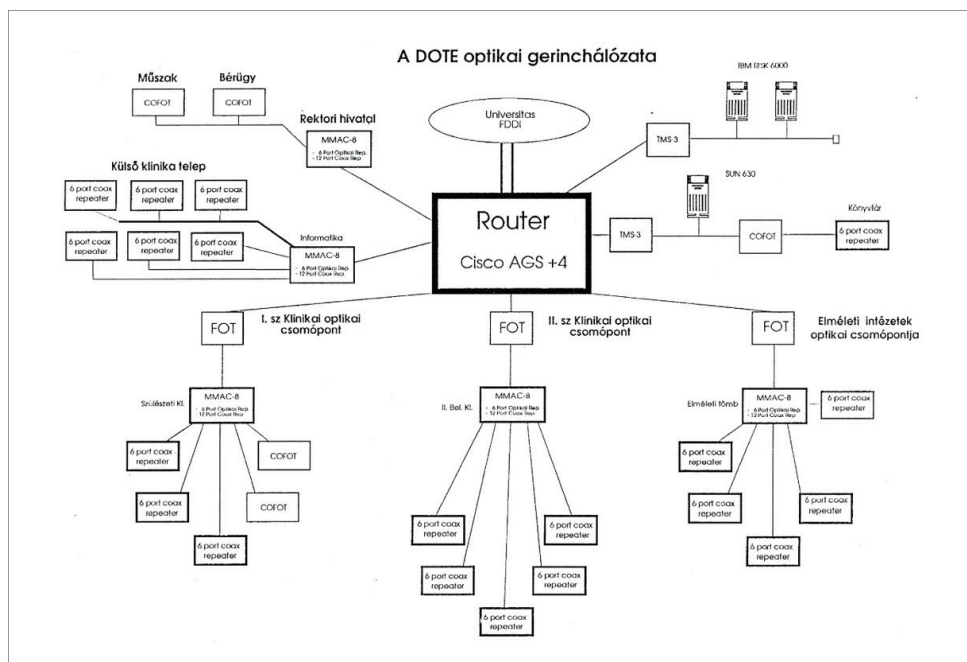 A DOTE optikai gerinchálózata
Műszak
Bérügy
COFOT
COFOT
Rektori hivatal
MMAC-8
- 6 Port Optikai Rep.
- 12 Port Coax Rep.
Universitas
FDDI
IBM RISK 6000
TMS-3
SUN 630
Külső klinika telep
6 port coax
repeater
6 port coax
repeater
6 port coax
repeater
6 port coax
repeater
6 port coax
repeater
6 port coax
repeater
Informatika
MMAC-8
- 6 Port Optikai Rep.
- 12 Port Coax Rep.
Router
Cisco AGS +4
TMS-3
COFOT
Könyvtár
6 port coax
repeater
FOT
I. sz Klinikai optikai
csomópont
FOT
II. sz Klinikai optikai
csomópont
FOT
Elméleti intézetek
optikai csomópontja
Szülészeti Kl.
MMAC-8
- 6 Port Optikai Rep.
- 12 Port Coax Rep.
6 port coax
repeater
COFOT
6 port coax
repeater
COFOT
6 port coax
repeater
II. Bel. Kl.
MMAC-8
- 6 Port Optikai Rep.
- 12 Port Coax Rep.
6 port coax
repeater
6 port coax
repeater
6 port coax
repeater
6 port coax
repeater
6 port coax
repeater
Elméleti tömb
MMAC-8
- 6 Port Optikai Rep.
- 12 Port Coax Rep.
6 port coax
repeater
6 port coax
repeater
6 port coax
repeater
6 port coax
repeater
6 port coax
repeater